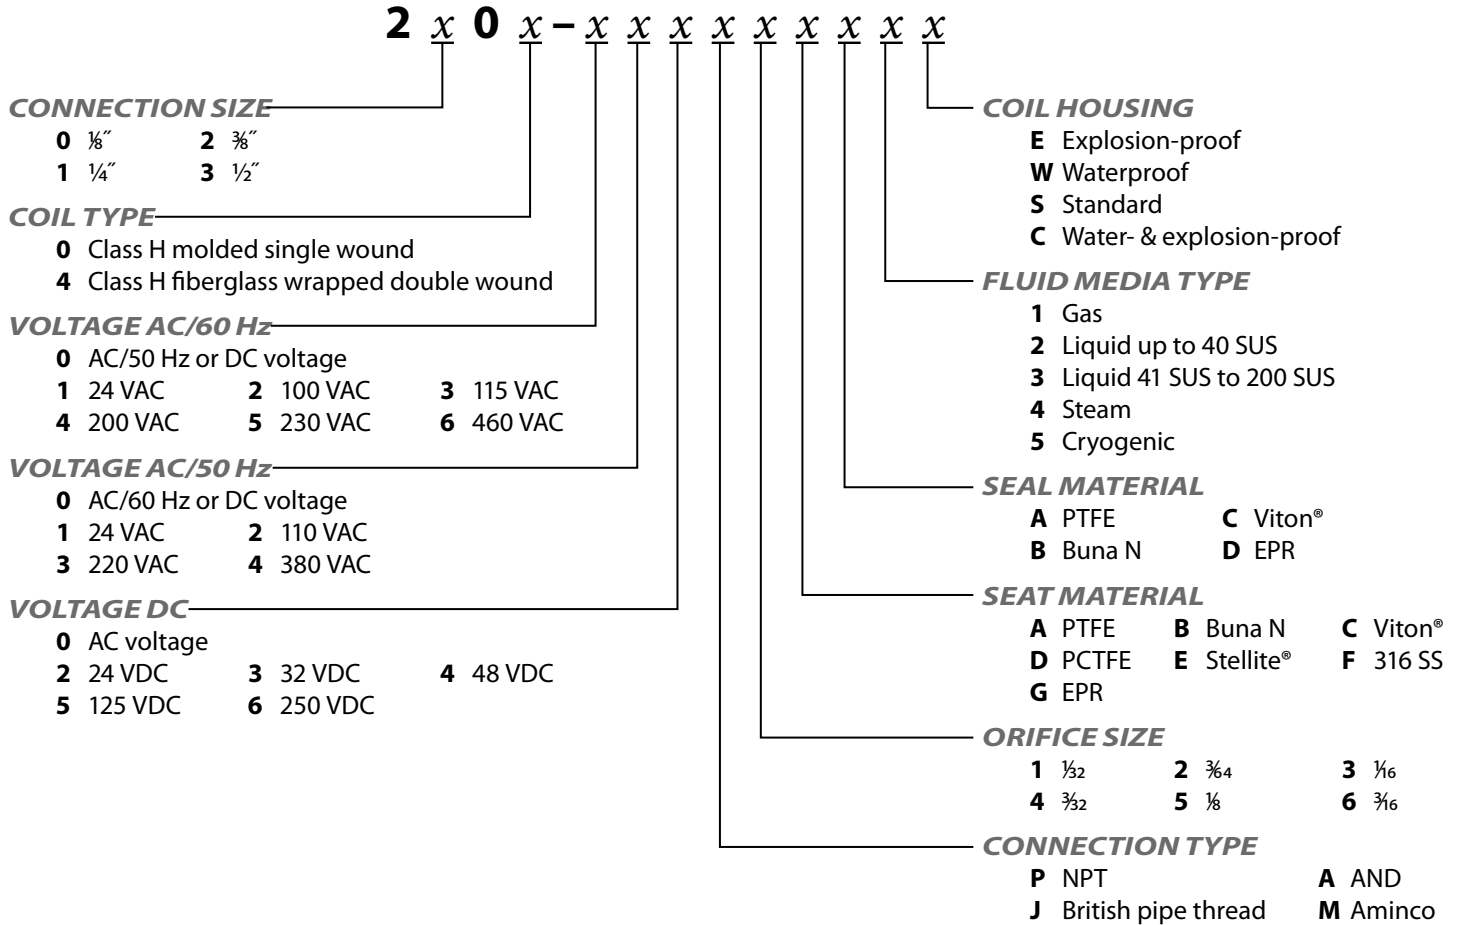 2 x 0 x – x x x x x x x x x
CONNECTION SIZE
0 ⅛˝ 2 ⅜˝
1 ¼˝ 3 ½˝
COIL TYPE
0 Class H molded single wound
4 Class H fiberglass wrapped double wound
VOLTAGE AC/60 Hz
0 AC/50 Hz or DC voltage
1 24 VAC 2 100 VAC 3 115 VAC
4 200 VAC 5 230 VAC 6 460 VAC
VOLTAGE AC/50 Hz
0 AC/60 Hz or DC voltage
1 24 VAC 2 110 VAC
3 220 VAC 4 380 VAC
VOLTAGE DC
0 AC voltage
2 24 VDC 3 32 VDC 4 48 VDC
5 125 VDC 6 250 VDC
COIL HOUSING
E Explosion-proof
W Waterproof
S Standard
C Water- & explosion-proof
FLUID MEDIA TYPE
1 Gas
2 Liquid up to 40 SUS
3 Liquid 41 SUS to 200 SUS
4 Steam
5 Cryogenic
SEAL MATERIAL
A PTFE C Viton®
B Buna N D EPR
SEAT MATERIAL
A PTFE B Buna N C Viton®
D PCTFE E Stellite® F 316 SS
G EPR
ORIFICE SIZE
1 1⁄32 2 3⁄64 3 1⁄16
4 3⁄32 5 ⅛ 6 3⁄16
CONNECTION TYPE
P NPT A AND
J British pipe thread M Aminco